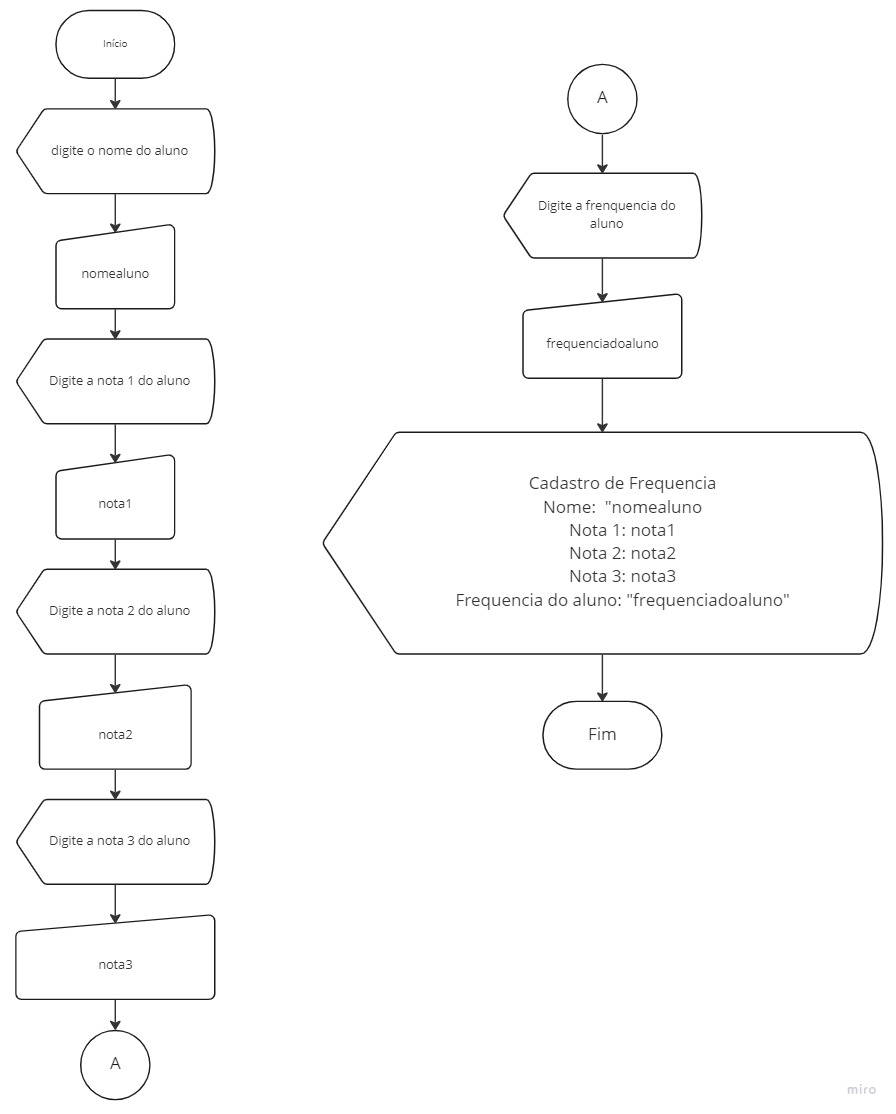 Início
digite o nome do aluno
nomealuno
Digite a nota 1 do aluno
nota1
Digite a nota 2 do aluno
nota2
Digite a nota 3 do aluno
nota3
A
A
Digite a frenquencia do
aluno
frequenciadoaluno
Cadastro de Frequencia
Nome:  "nomealuno
Nota 1: nota1
Nota 2: nota2
Nota 3: nota3
Frequencia do aluno: "frequenciadoaluno"
Fim
miro